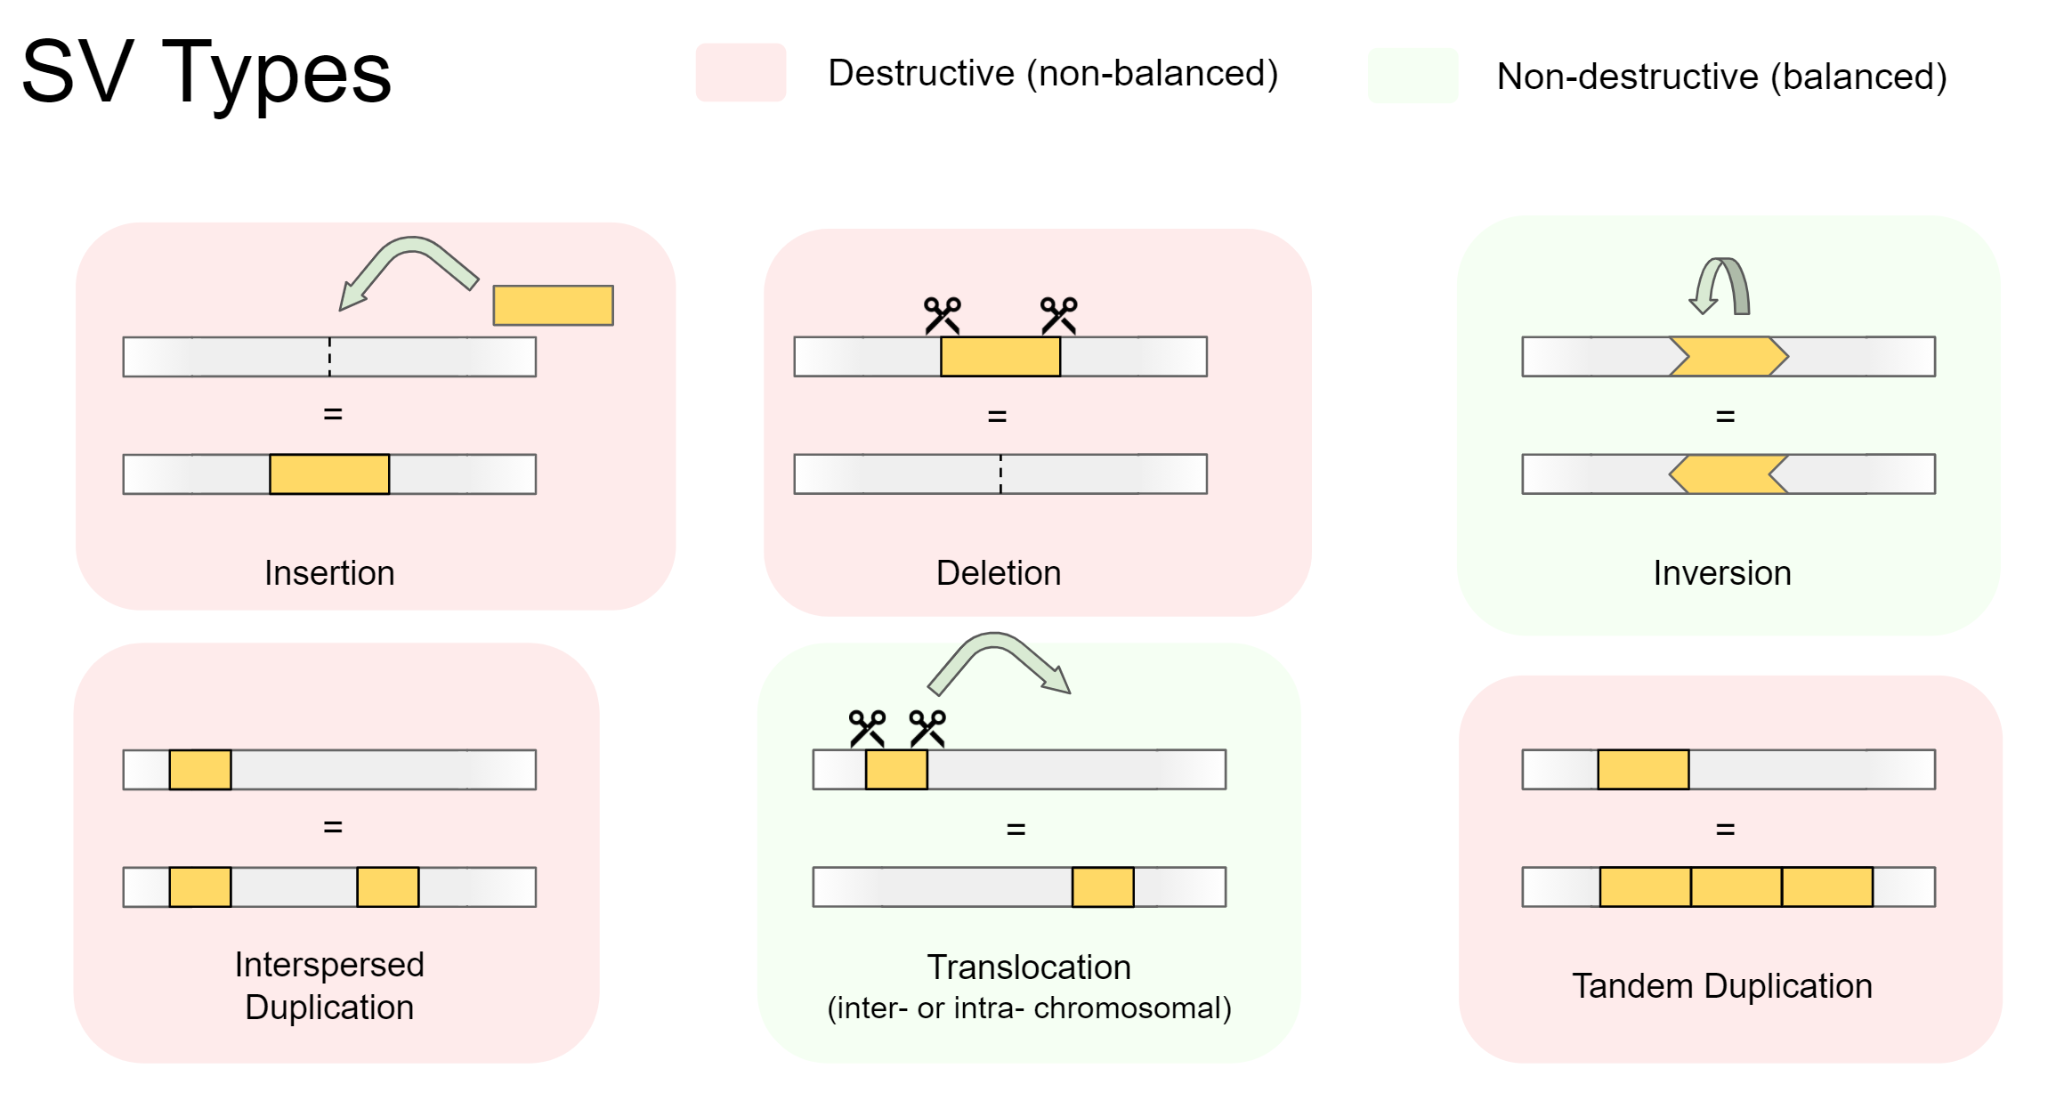 SV Types
Destructive (non-balanced)
Non-destructive (balanced)
=
Insertion
=
Deletion
=
Inversion
=
Interspersed
Duplication
=
Translocation
(inter- or intra- chromosomal)
=
Tandem Duplication